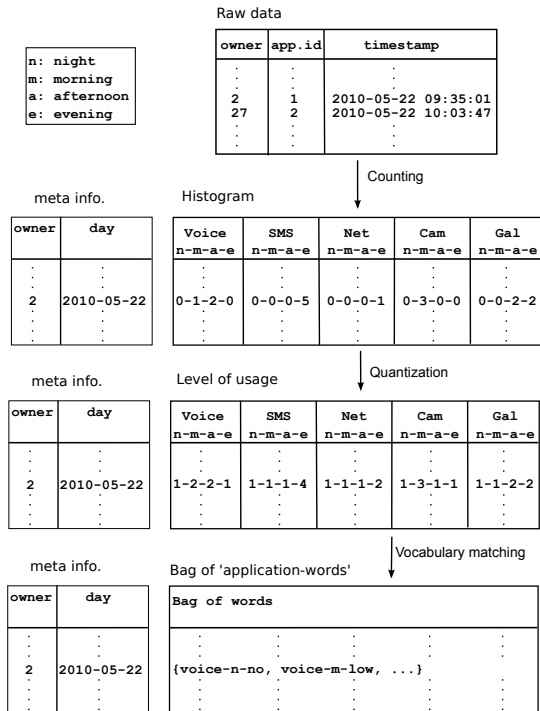 Raw data
owner app.id timestamp
2 1 2010-05-22 09:35:01
27 2 2010-05-22 10:03:47
n: night
m: morning
a: afternoon
e: evening
Counting
meta info. Histogram
owner day Voice SMS Net Cam Gal
n-m-a-e n-m-a-e n-m-a-e n-m-a-e n-m-a-e
2 2010-05-22 0-1-2-0 0-0-0-5 0-0-0-1 0-3-0-0 0-0-2-2
Quantization
meta info. Level of usage
owner day Voice SMS Net Cam Gal
n-m-a-e n-m-a-e n-m-a-e n-m-a-e n-m-a-e
2 2010-05-22 1-2-2-1 1-1-1-4 1-1-1-2 1-3-1-1 1-1-2-2
Vocabulary matching
meta info. Bag of 'application-words'
owner day Bag of words
2 2010-05-22 {voice-n-no, voice-m-low, ...}